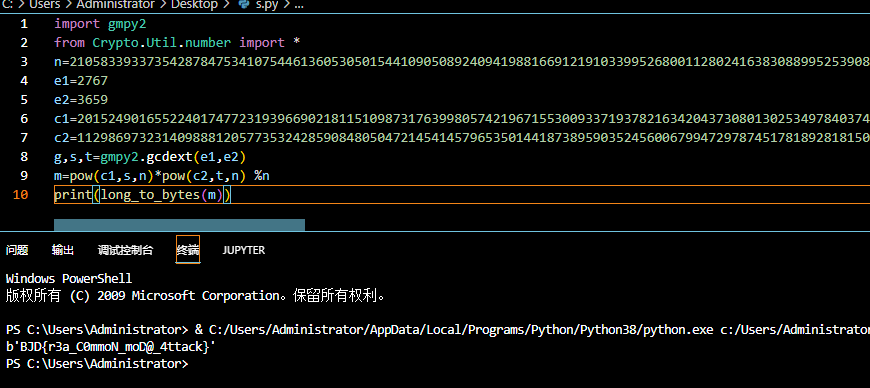 C: > Users > Administrator > Desktop > s.py > ...
1 import gmpy2
2 from Crypto.Util.number import *
3 n=21058339337354287847534107544613605305015441090508924094198816691219103399526800112802416383088995253908
4 e1=2767
5 e2=3659
6 c1=20152490165522401747723193966902181151098731763998057421967155300933719378216342043730801302534978403741
7 c2=11298697323140988812057735324285908480504721454145796535014418738959035245600679947297874517818928181509
8 g,s,t=gmpy2.gcdext(e1,e2)
9 m=pow(c1,s,n)*pow(c2,t,n) %n
10 print(long_to_bytes(m))
问题 输出 调试控制台 终端 JUPYTER
Windows PowerShell
版权所有 (C) 2009 Microsoft Corporation。保留所有权利。
PS C:\Users\Administrator> & C:/Users/Administrator/AppData/Local/Programs/Python/Python38/python.exe c:/Users/Administrator
b'BJD{r3a_C0mmoN_moD@_4ttack}'
PS C:\Users\Administrator>